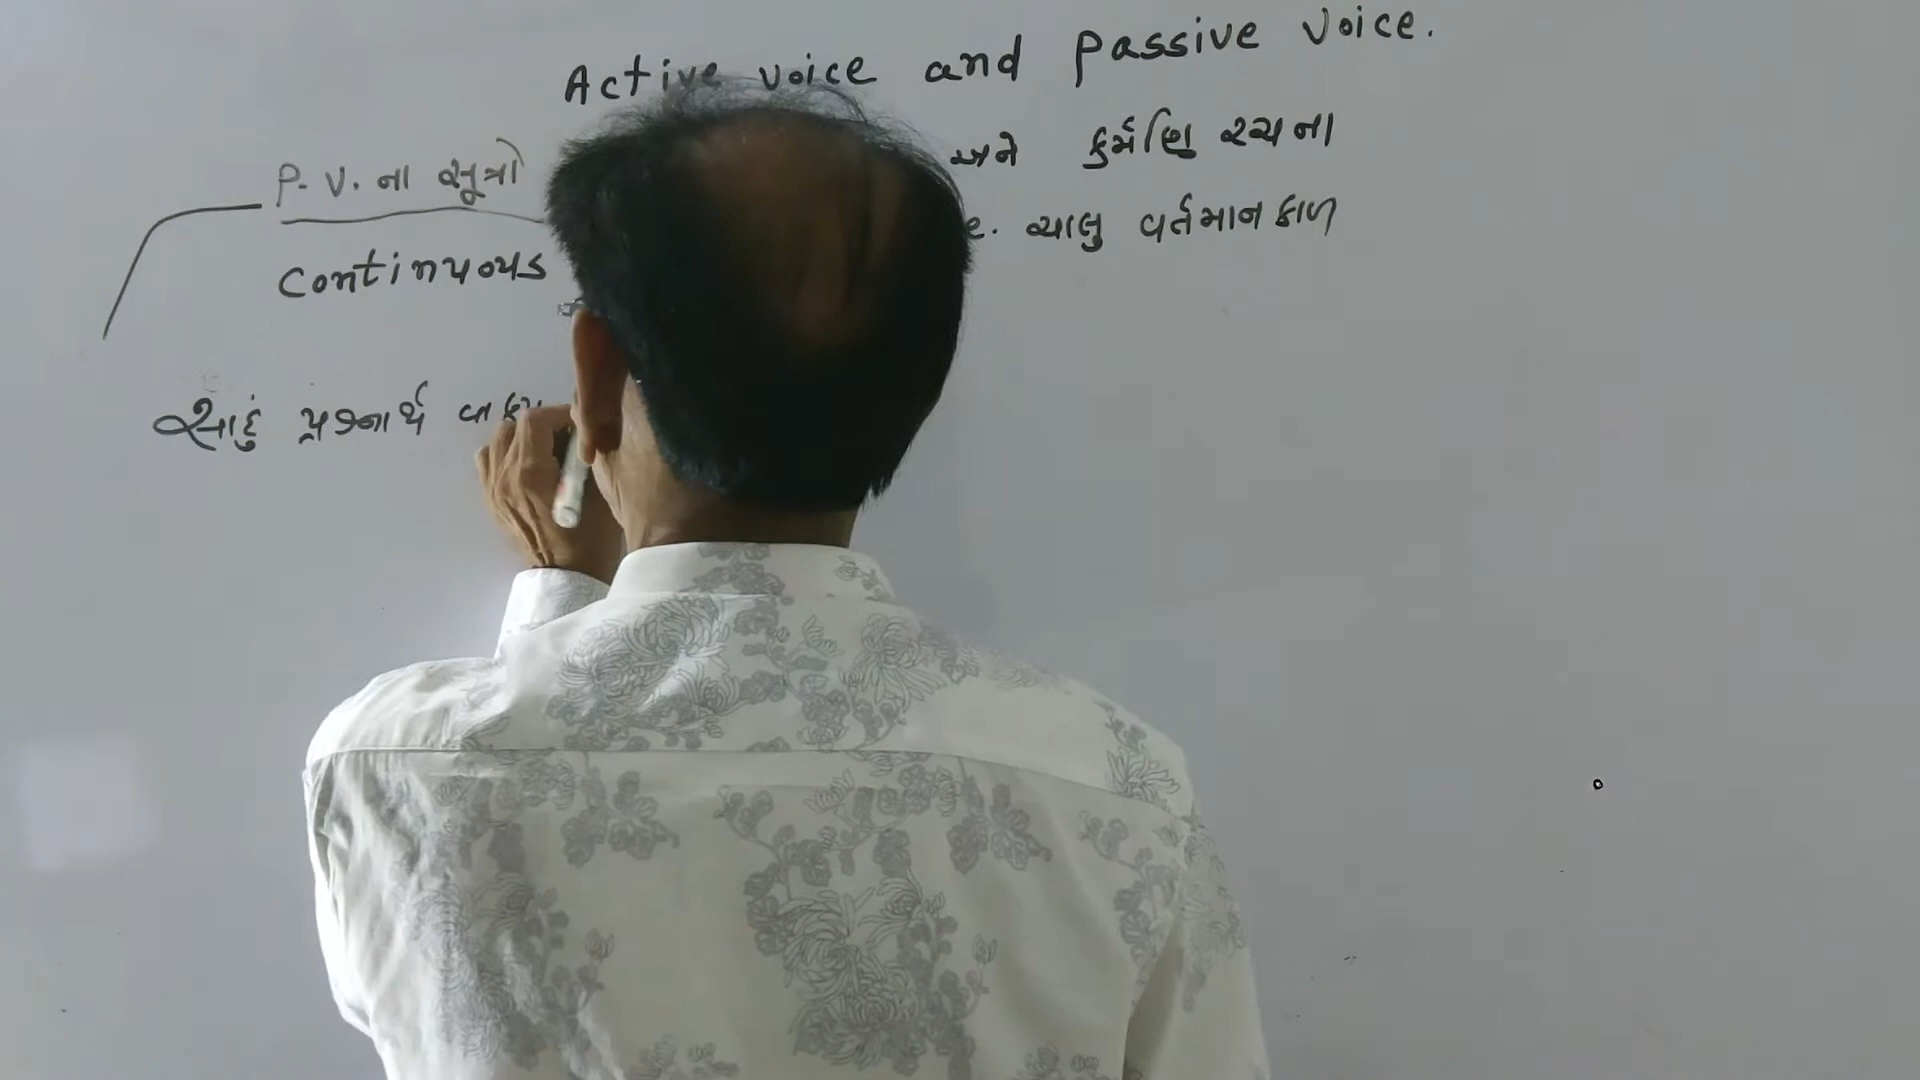 Active voice and Passive Voice.
અને કર્મણિ રચના
P. V. ના સૂત્રો
e. ચાલુ વર્તમાનકાળ
Continuous
સાદું પ્રશ્નાર્થ વાક્ય